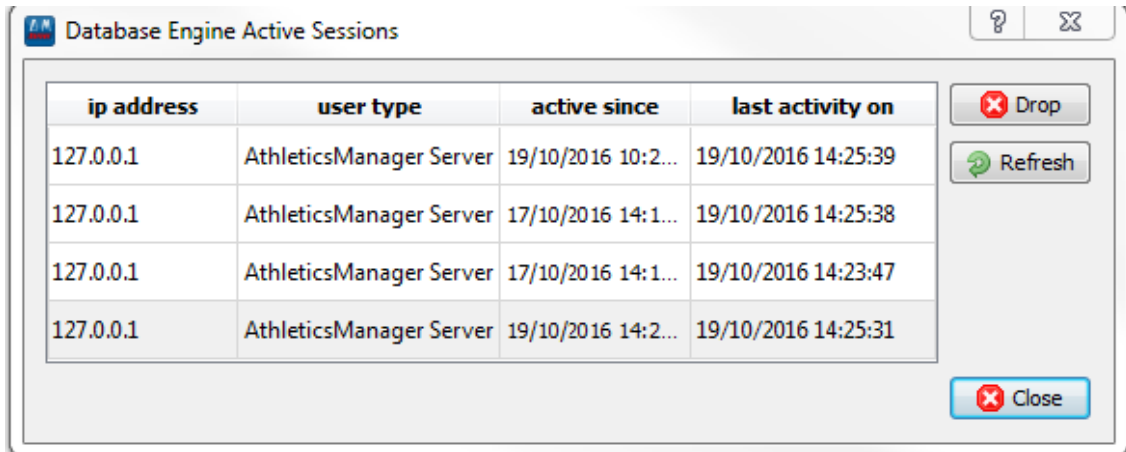 Database Engine Active Sessions
ip address user type active since last activity on
127.0.0.1 AthleticsManager Server 19/10/2016 10:2... 19/10/2016 14:25:39
127.0.0.1 AthleticsManager Server 17/10/2016 14:1... 19/10/2016 14:25:38
127.0.0.1 AthleticsManager Server 17/10/2016 14:1... 19/10/2016 14:23:47
127.0.0.1 AthleticsManager Server 19/10/2016 14:2... 19/10/2016 14:25:31
Drop
Refresh
Close